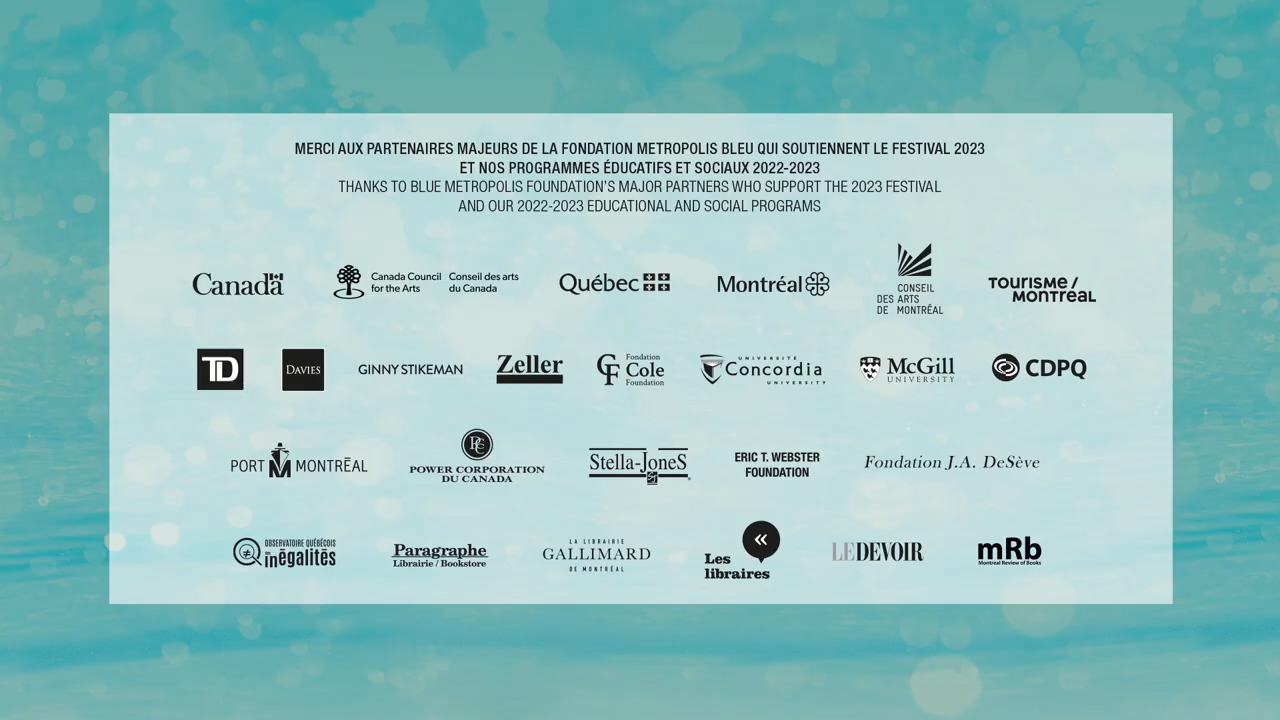 MERCI AUX PARTENAIRES MAJEURS DE LA FONDATION METROPOLIS BLEU QUI SOUTIENNENT LE FESTIVAL 2023
ET NOS PROGRAMMES ÉDUCATIFS ET SOCIAUX 2022-2023
THANKS TO BLUE METROPOLIS FOUNDATION'S MAJOR PARTNERS WHO SUPPORT THE 2023 FESTIVAL
AND OUR 2022-2023 EDUCATIONAL AND SOCIAL PROGRAMS
Canada
Canada Council
for the Arts
Conseil des arts
du Canada
Québec
Montréal
CONSEIL
DES ARTS
DE MONTRÉAL
TOURISME /
MONTRÉAL
TD
DAVIES
GINNY STIKEMAN
Zeller
CF
Fondation
Cole
Foundation
UNIVERSITÉ
Concordia
UNIVERSITY
McGill
UNIVERSITY
CDPQ
PORT M MONTRÉAL
PCC
POWER CORPORATION
DU CANADA
Stella-JoneS
ERIC T. WEBSTER
FOUNDATION
Fondation J.A. DeSève
OBSERVATOIRE QUÉBÉCOIS
des inégalités
Paragraphe
Librairie / Bookstore
LA LIBRAIRIE
GALLIMARD
DE MONTRÉAL
«
Les
libraires
LE DEVOIR
mRb
Montreal Review of Books